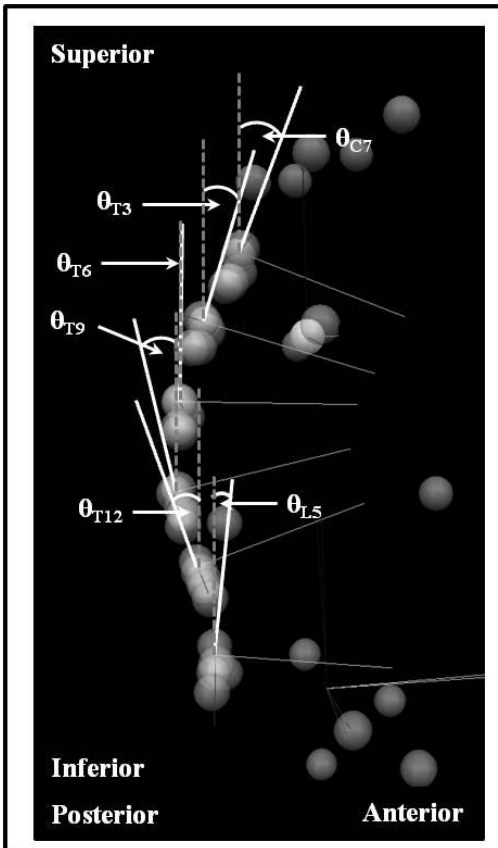 Superior
θC7
θT3
θT6
θT9
θT12
θL5
Inferior
Posterior
Anterior